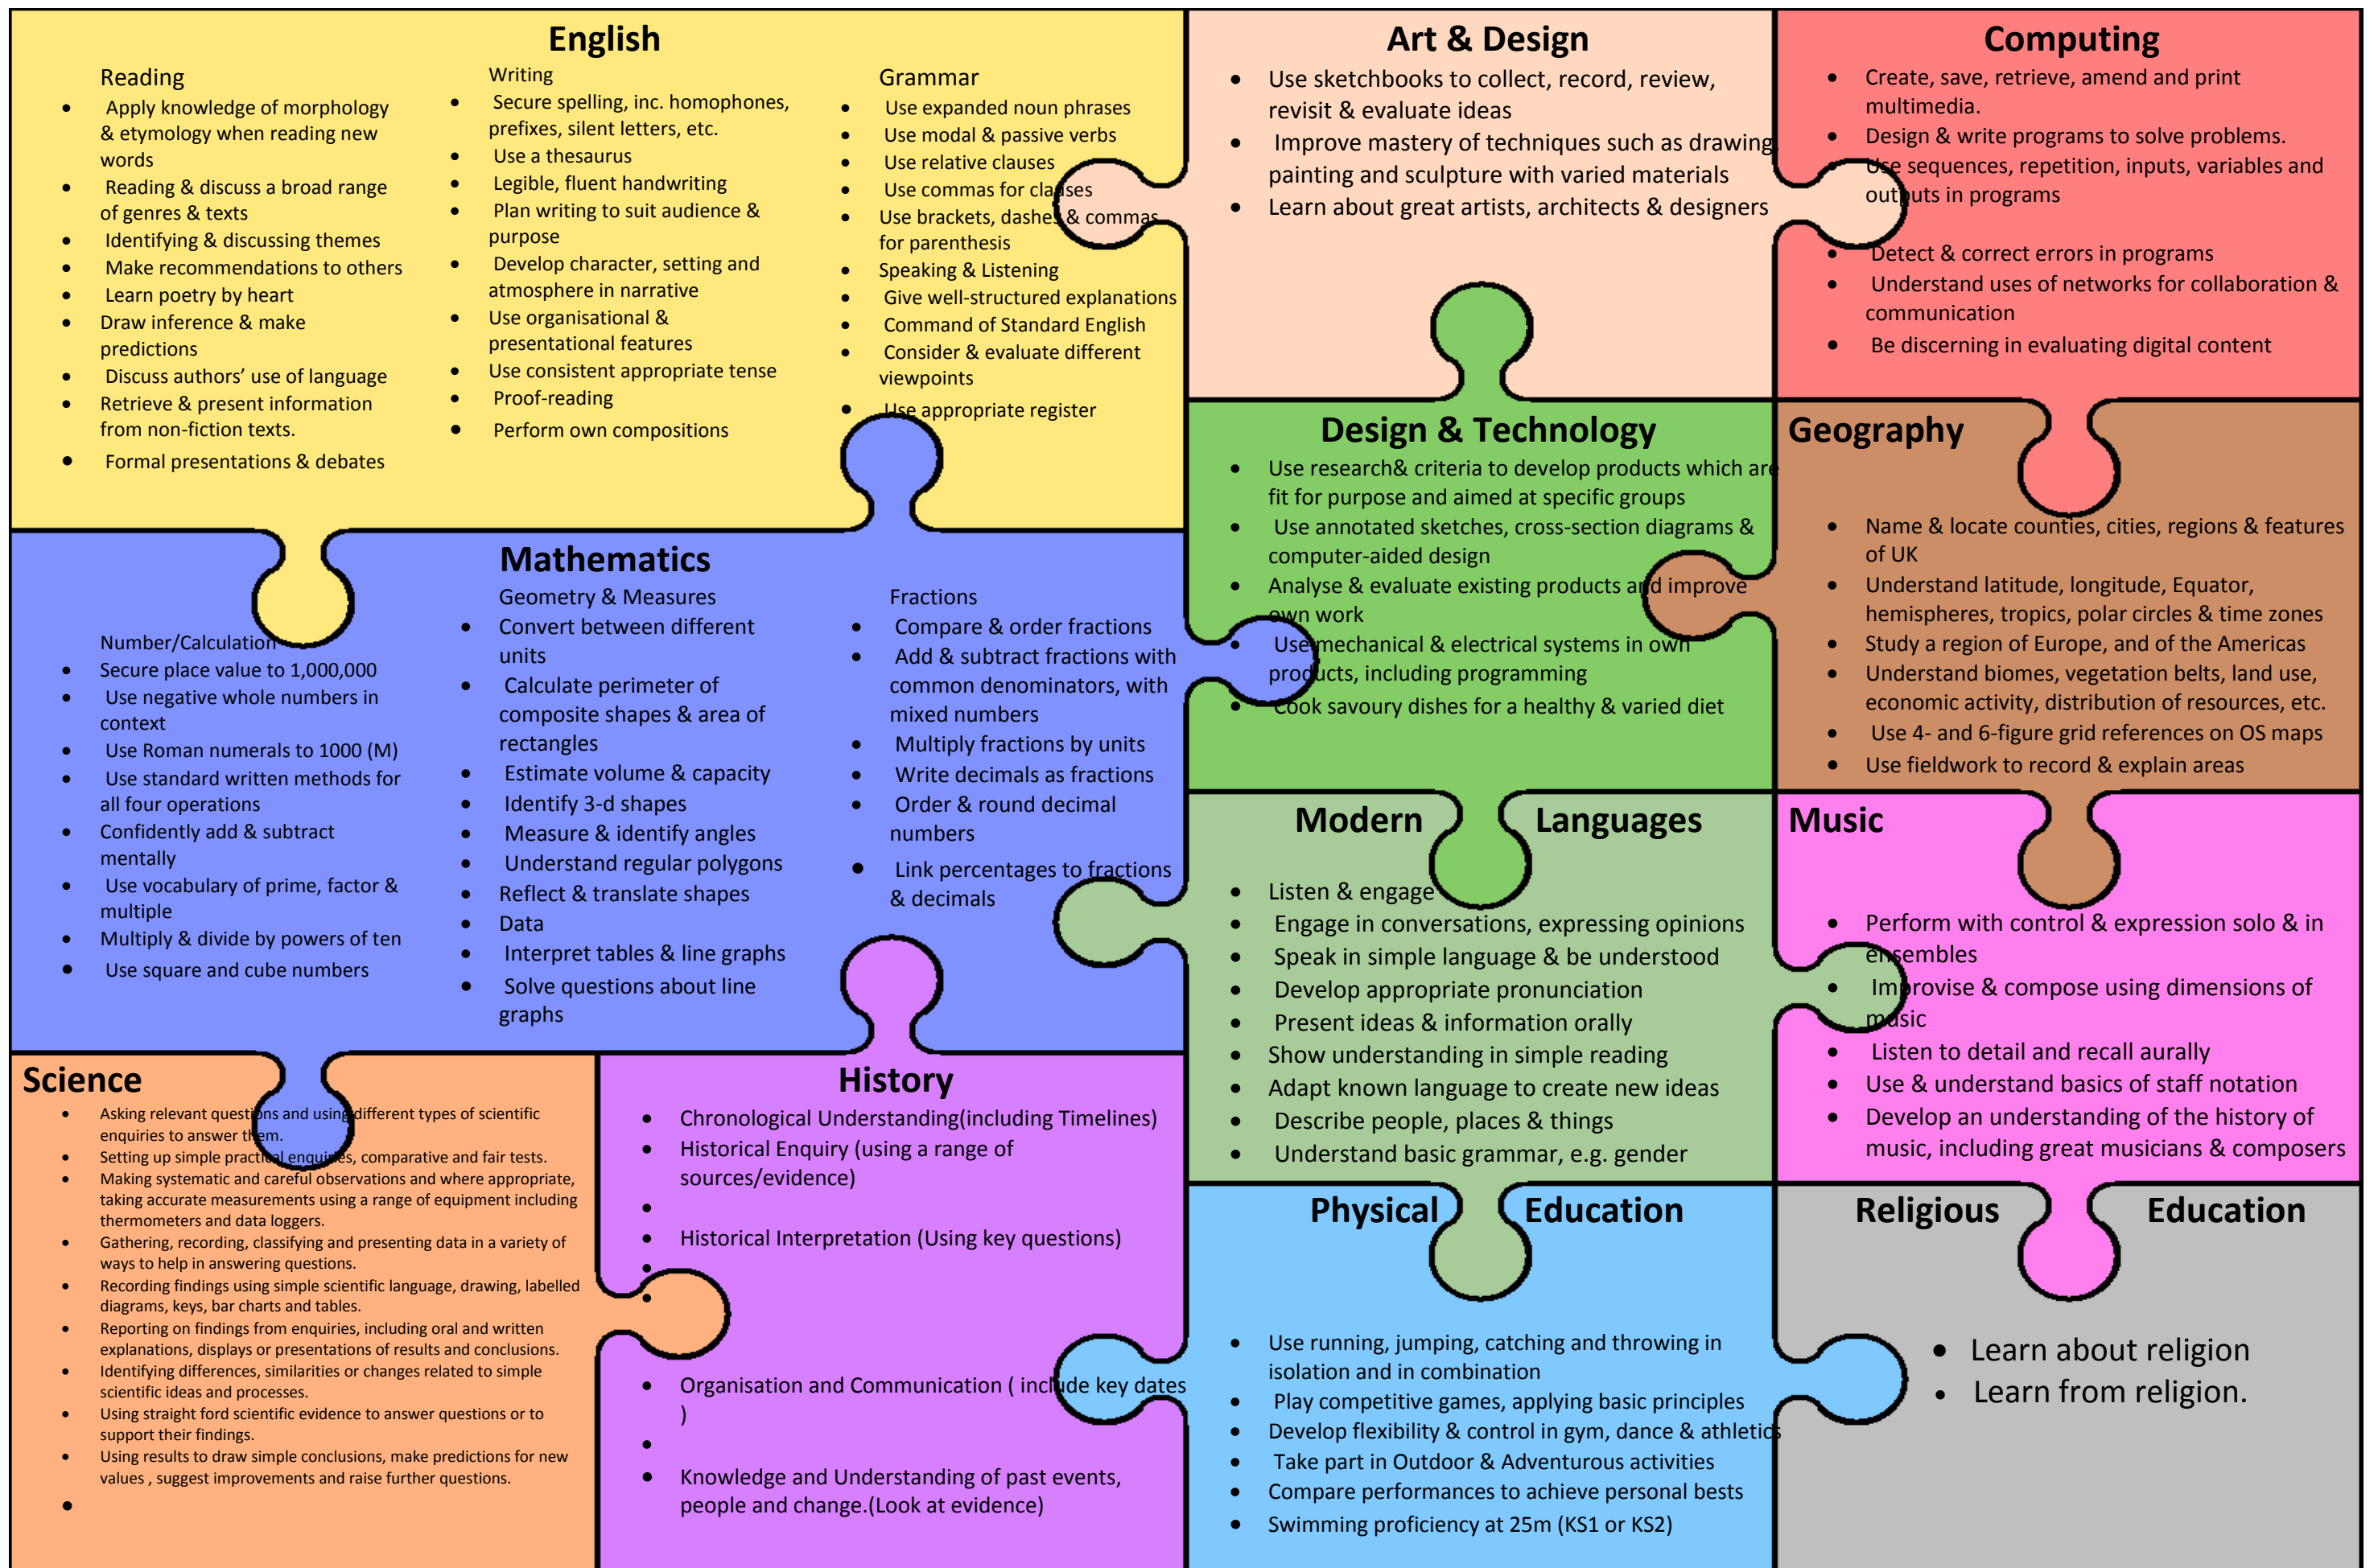 English
Reading
• Apply knowledge of morphology
& etymology when reading new
words
• Reading & discuss a broad range
of genres & texts
• Identifying & discussing themes
• Make recommendations to others
• Learn poetry by heart
• Draw inference & make
predictions
• Discuss authors’ use of language
• Retrieve & present information
from non-fiction texts.
• Formal presentations & debates
Writing
• Secure spelling, inc. homophones,
prefixes, silent letters, etc.
• Use a thesaurus
• Legible, fluent handwriting
• Plan writing to suit audience &
purpose
• Develop character, setting and
atmosphere in narrative
• Use organisational &
presentational features
• Use consistent appropriate tense
• Proof-reading
• Perform own compositions
Grammar
• Use expanded noun phrases
• Use modal & passive verbs
• Use relative clauses
• Use commas for clauses
• Use brackets, dashes & commas
for parenthesis
• Speaking & Listening
• Give well-structured explanations
• Command of Standard English
• Consider & evaluate different
viewpoints
• Use appropriate register
Art & Design
• Use sketchbooks to collect, record, review,
revisit & evaluate ideas
• Improve mastery of techniques such as drawing,
painting and sculpture with varied materials
• Learn about great artists, architects & designers
Computing
• Create, save, retrieve, amend and print
multimedia.
• Design & write programs to solve problems.
• Use sequences, repetition, inputs, variables and
outputs in programs
• Detect & correct errors in programs
• Understand uses of networks for collaboration &
communication
• Be discerning in evaluating digital content
Design & Technology
• Use research& criteria to develop products which are
fit for purpose and aimed at specific groups
• Use annotated sketches, cross-section diagrams &
computer-aided design
• Analyse & evaluate existing products and improve
own work
• Use mechanical & electrical systems in own
products, including programming
• Cook savoury dishes for a healthy & varied diet
Geography
• Name & locate counties, cities, regions & features
of UK
• Understand latitude, longitude, Equator,
hemispheres, tropics, polar circles & time zones
• Study a region of Europe, and of the Americas
• Understand biomes, vegetation belts, land use,
economic activity, distribution of resources, etc.
• Use 4- and 6-figure grid references on OS maps
• Use fieldwork to record & explain areas
Mathematics
Number/Calculation
• Secure place value to 1,000,000
• Use negative whole numbers in
context
• Use Roman numerals to 1000 (M)
• Use standard written methods for
all four operations
• Confidently add & subtract
mentally
• Use vocabulary of prime, factor &
multiple
• Multiply & divide by powers of ten
• Use square and cube numbers
Geometry & Measures
• Convert between different
units
• Calculate perimeter of
composite shapes & area of
rectangles
• Estimate volume & capacity
• Identify 3-d shapes
• Measure & identify angles
• Understand regular polygons
• Reflect & translate shapes
• Data
• Interpret tables & line graphs
• Solve questions about line
graphs
Fractions
• Compare & order fractions
• Add & subtract fractions with
common denominators, with
mixed numbers
• Multiply fractions by units
• Write decimals as fractions
• Order & round decimal
numbers
• Link percentages to fractions
& decimals
Modern Languages
• Listen & engage
• Engage in conversations, expressing opinions
• Speak in simple language & be understood
• Develop appropriate pronunciation
• Present ideas & information orally
• Show understanding in simple reading
• Adapt known language to create new ideas
• Describe people, places & things
• Understand basic grammar, e.g. gender
Music
• Perform with control & expression solo & in
ensembles
• Improvise & compose using dimensions of
music
• Listen to detail and recall aurally
• Use & understand basics of staff notation
• Develop an understanding of the history of
music, including great musicians & composers
Science
• Asking relevant questions and using different types of scientific
enquiries to answer them.
• Setting up simple practical enquiries, comparative and fair tests.
• Making systematic and careful observations and where appropriate,
taking accurate measurements using a range of equipment including
thermometers and data loggers.
• Gathering, recording, classifying and presenting data in a variety of
ways to help in answering questions.
• Recording findings using simple scientific language, drawing, labelled
diagrams, keys, bar charts and tables.
• Reporting on findings from enquiries, including oral and written
explanations, displays or presentations of results and conclusions.
• Identifying differences, similarities or changes related to simple
scientific ideas and processes.
• Using straight ford scientific evidence to answer questions or to
support their findings.
• Using results to draw simple conclusions, make predictions for new
values , suggest improvements and raise further questions.
•
History
• Chronological Understanding(including Timelines)
• Historical Enquiry (using a range of
sources/evidence)
•
• Historical Interpretation (Using key questions)
•
•
• Organisation and Communication ( include key dates
)
•
• Knowledge and Understanding of past events,
people and change.(Look at evidence)
Physical Education
• Use running, jumping, catching and throwing in
isolation and in combination
• Play competitive games, applying basic principles
• Develop flexibility & control in gym, dance & athletics
• Take part in Outdoor & Adventurous activities
• Compare performances to achieve personal bests
• Swimming proficiency at 25m (KS1 or KS2)
Religious Education
• Learn about religion
• Learn from religion.